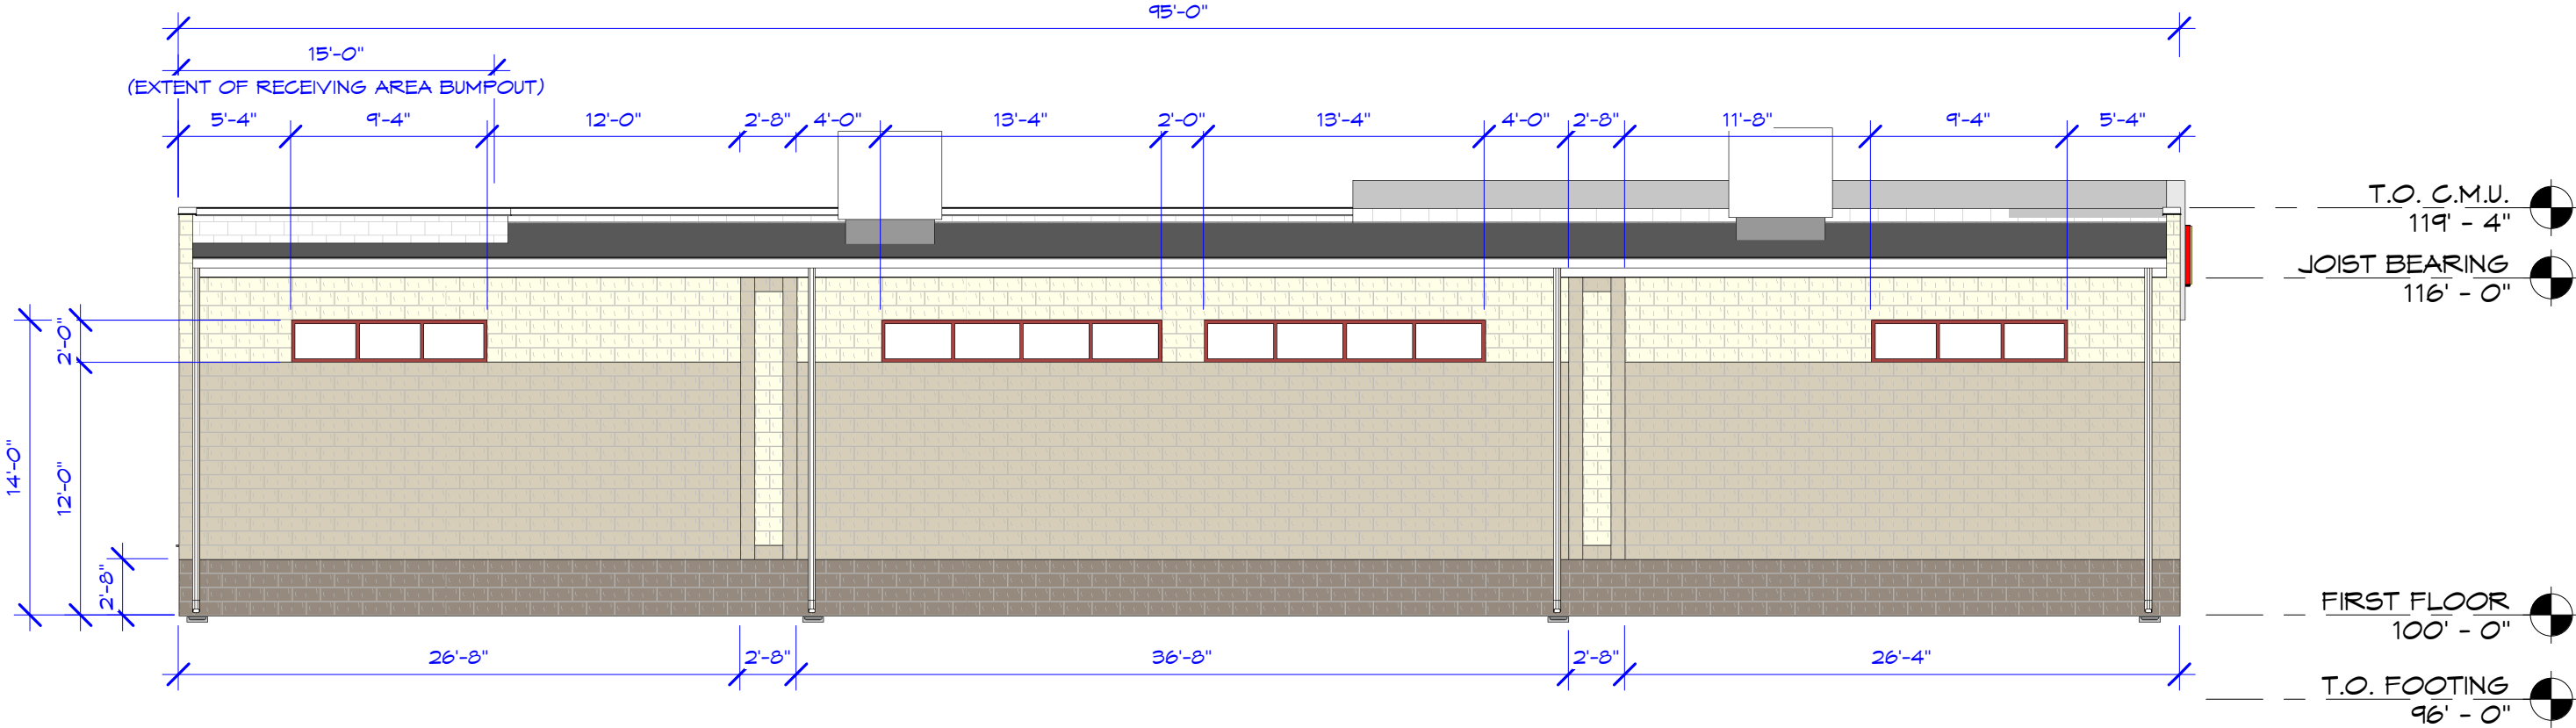 95'-0"
15'-0"
(EXTENT OF RECEIVING AREA BUMPOUT)
5'-4" 9'-4" 12'-0" 2'-8" 4'-0" 13'-4" 2'-0" 13'-4" 4'-0" 2'-8" 11'-8" 9'-4" 5'-4"
T.O. C.M.U.
119' - 4"
JOIST BEARING
116' - 0"
2'-0"
14'-0"
12'-0"
2'-8"
FIRST FLOOR
100' - 0"
26'-8" 2'-8" 36'-8" 2'-8" 26'-4"
T.O. FOOTING
96' - 0"